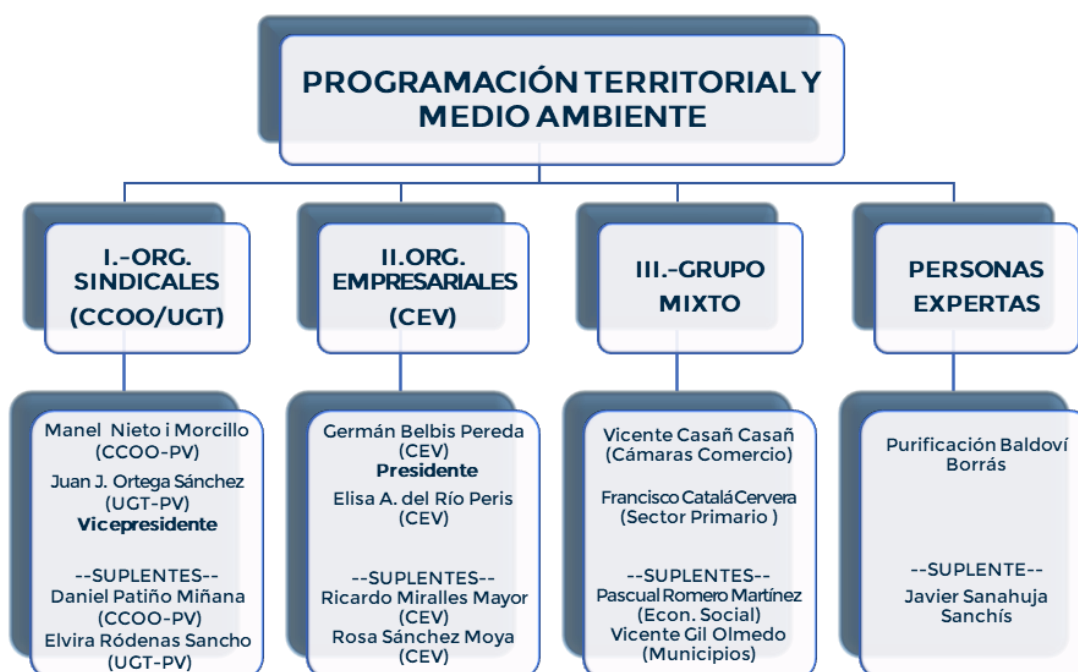 PROGRAMACIÓN TERRITORIAL Y
MEDIO AMBIENTE
I.-ORG.
SINDICALES
(CCOO/UGT)
II.ORG.
EMPRESARIALES
(CEV)
III.-GRUPO
MIXTO
PERSONAS
EXPERTAS
Manel Nieto i Morcillo
(CCOO-PV)
Juan J. Ortega Sánchez
(UGT-PV)
Vicepresidente
--SUPLENTES--
Daniel Patiño Miñana
(CCOO-PV)
Elvira Ródenas Sancho
(UGT-PV)
Germán Belbis Pereda
(CEV)
Presidente
Elisa A. del Río Peris
(CEV)
--SUPLENTES--
Ricardo Miralles Mayor
(CEV)
Rosa Sánchez Moya
(CEV)
Vicente Casañ Casañ
(Cámaras Comercio)
Francisco Catalá Cervera
(Sector Primario )
--SUPLENTES--
Pascual Romero Martínez
(Econ. Social)
Vicente Gil Olmedo
(Municipios)
Purificación Baldoví
Borrás
--SUPLENTE--
Javier Sanahuja
Sanchís